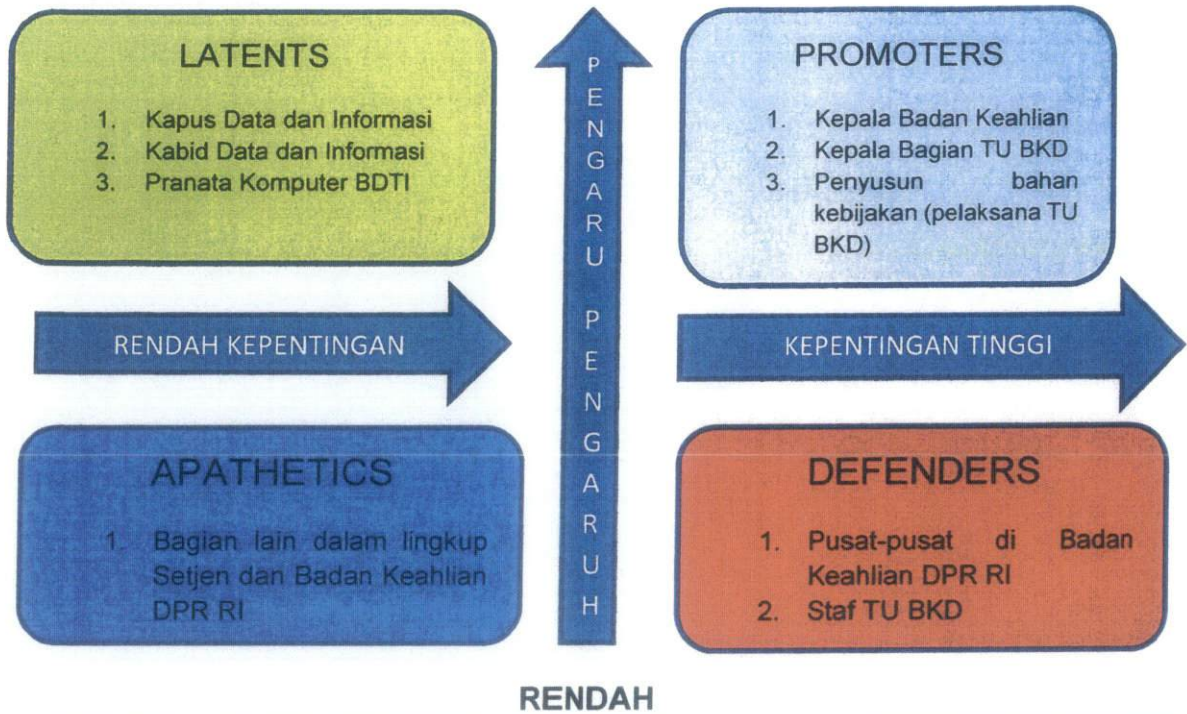 LATENTS
1. Kapus Data dan Informasi
2. Kabid Data dan Informasi
3. Pranata Komputer BDTI
PENGARU PENGARUH
PROMOTERS
1. Kepala Badan Keahlian
2. Kepala Bagian TU BKD
3. Penyusun bahan
kebijakan (pelaksana TU
BKD)
RENDAH KEPENTINGAN
KEPENTINGAN TINGGI
APATHETICS
1. Bagian lain dalam lingkup
Setjen dan Badan Keahlian
DPR RI
DEFENDERS
1. Pusat-pusat di Badan
Keahlian DPR RI
2. Staf TU BKD
RENDAH